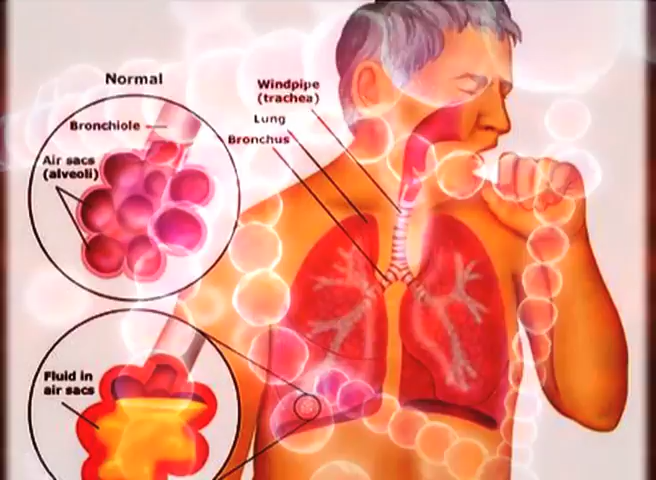 Normal
Bronchiole
Air sacs
(alveoli)
Windpipe
(trachea)
Lung
Bronchus
Fluid in
air sacs